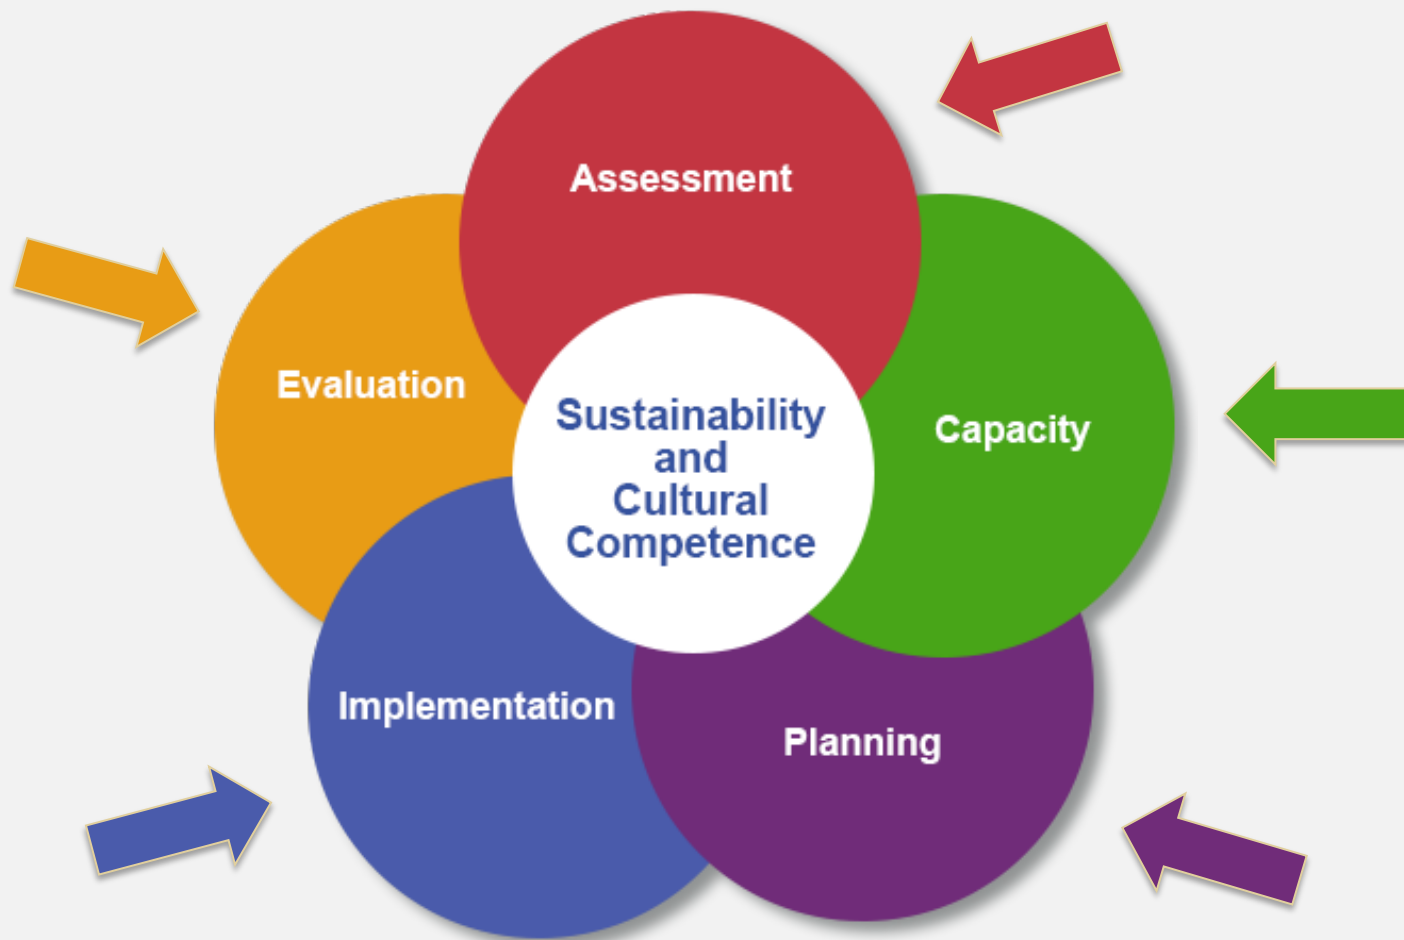 Assessment
Evaluation
Sustainability
and
Cultural
Competence
Capacity
Implementation
Planning